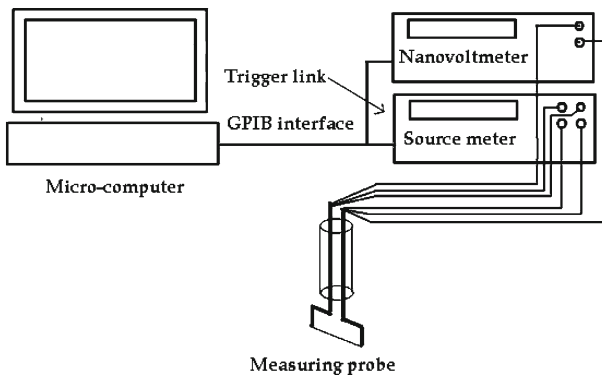 Nanovoltmeter
Trigger link
GPIB interface
Source meter
Micro-computer
Measuring probe